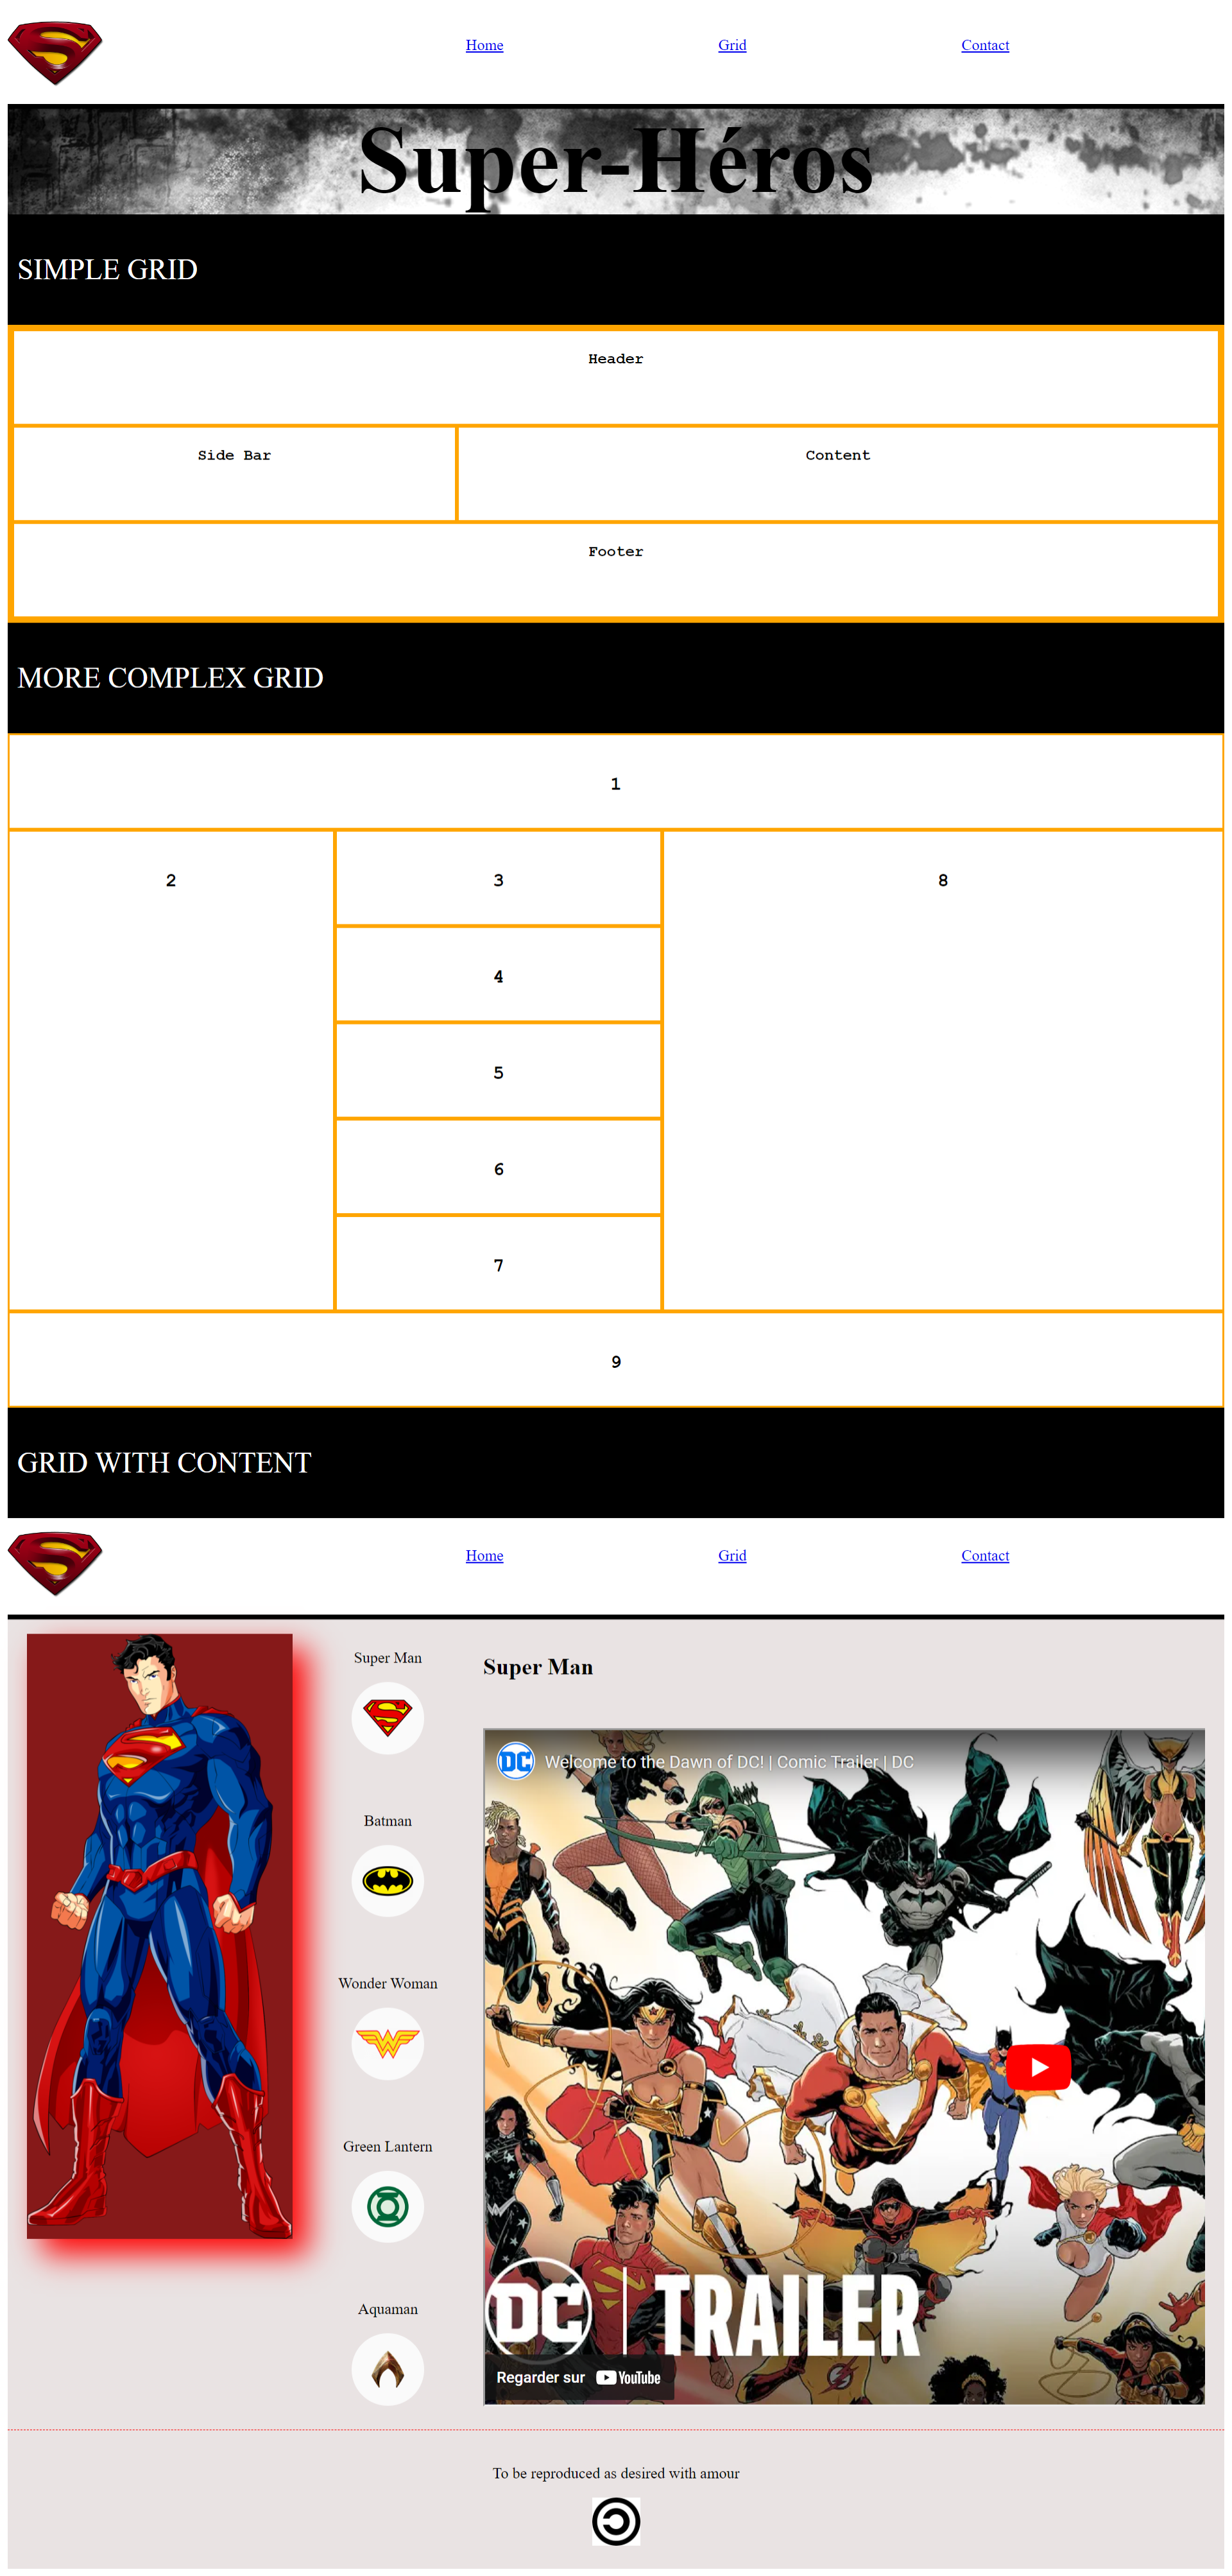 Home Grid Contact
Super-Héros
SIMPLE GRID
Header
Side Bar Content
Footer
MORE COMPLEX GRID
1
2 3 8
4
5
6
7
9
GRID WITH CONTENT
Home Grid Contact
Super Man
Batman
Wonder Woman
Green Lantern
Aquaman
Super Man
DC Welcome to the Dawn of DC! | Comic Trailer | DC
DC | TRAILER
Regarder sur YouTube
To be reproduced as desired with amour